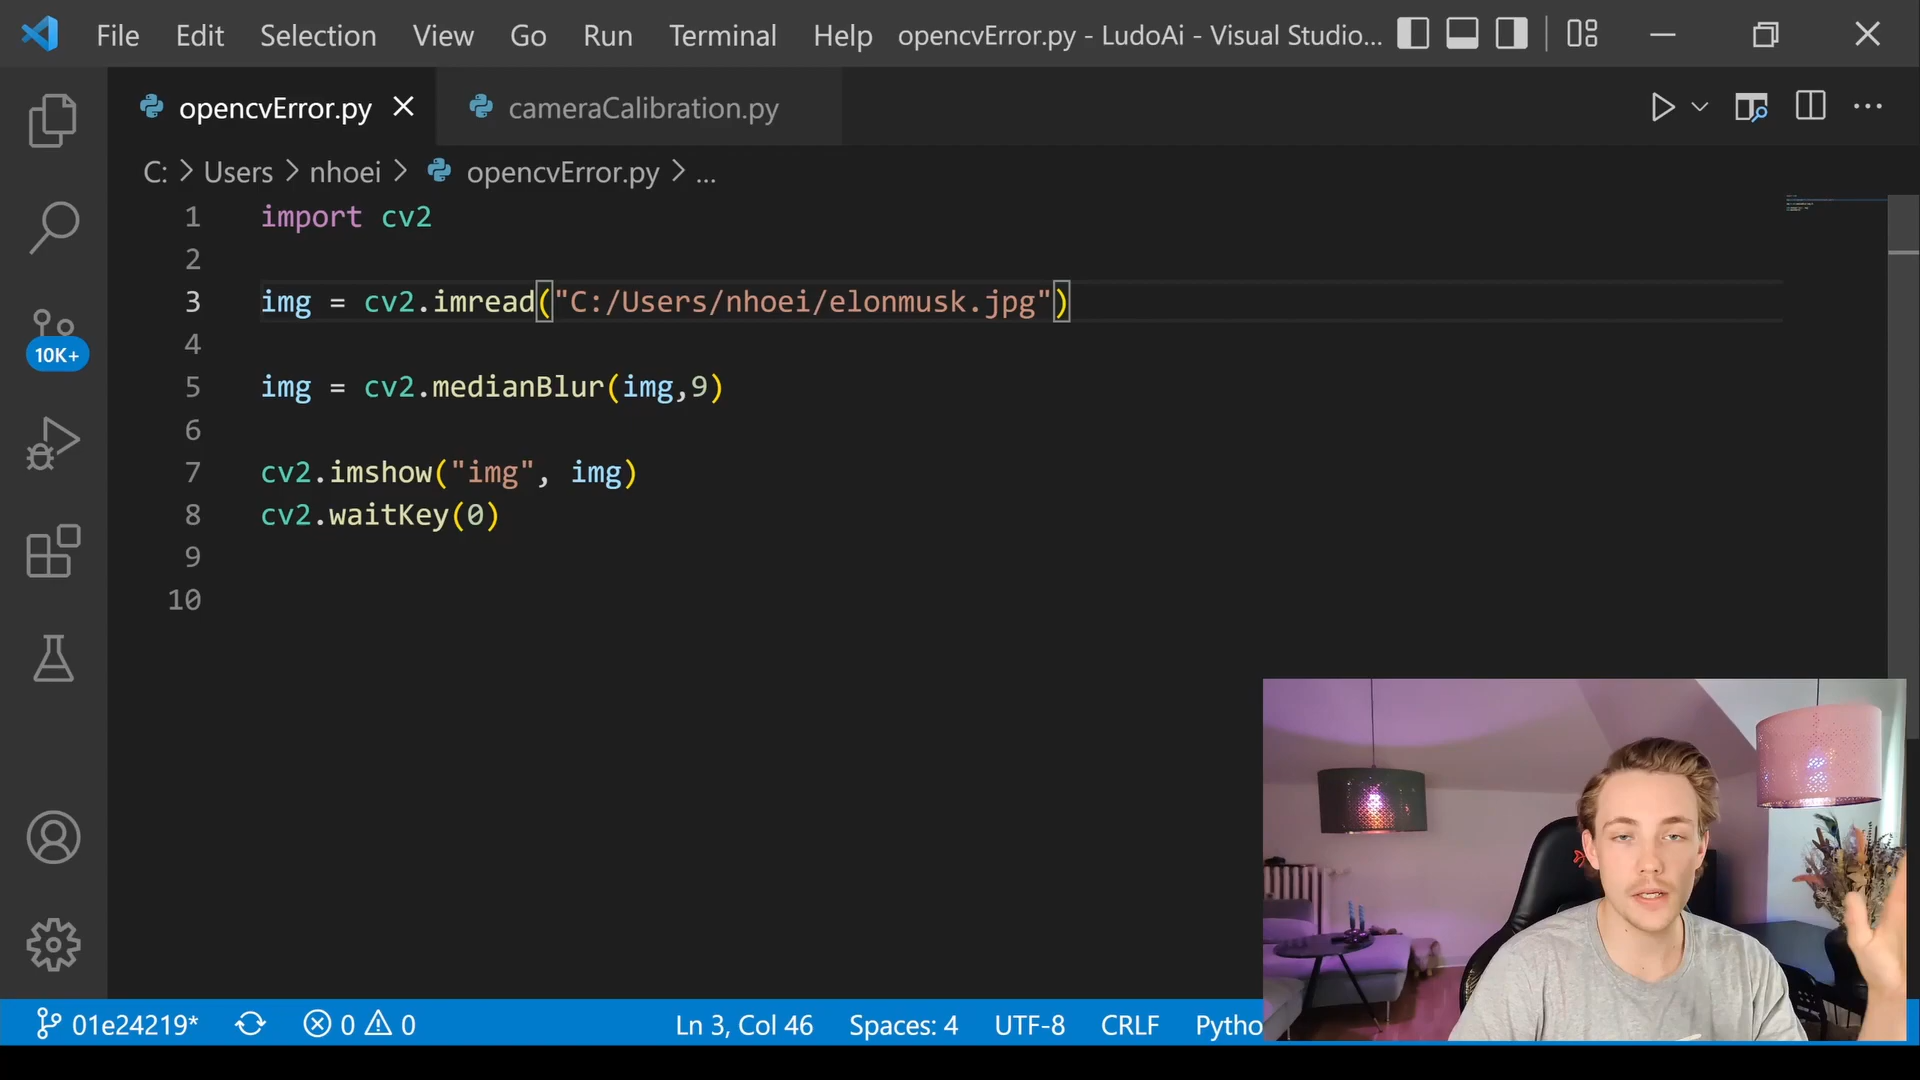 File Edit Selection View Go Run Terminal Help opencvError.py - LudoAi - Visual Studio...
opencvError.py cameraCalibration.py
C: > Users > nhoei > opencvError.py > ...
1 import cv2
2
3 img = cv2.imread("C:/Users/nhoei/elonmusk.jpg")
4
5 img = cv2.medianBlur(img,9)
6
7 cv2.imshow("img", img)
8 cv2.waitKey(0)
9
10
10K+
01e24219* 0 0 Ln 3, Col 46 Spaces: 4 UTF-8 CRLF Pytho